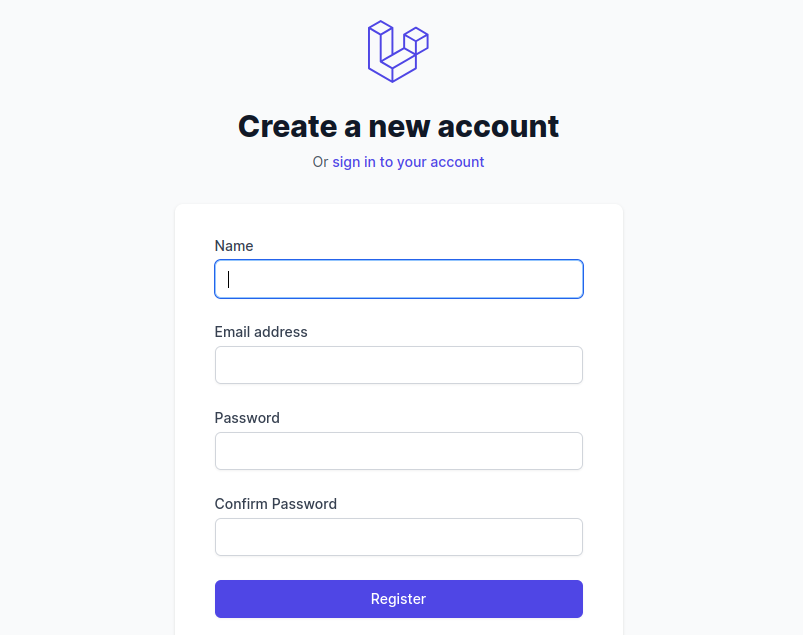 Create a new account
Or sign in to your account
Name
Email address
Password
Confirm Password
Register